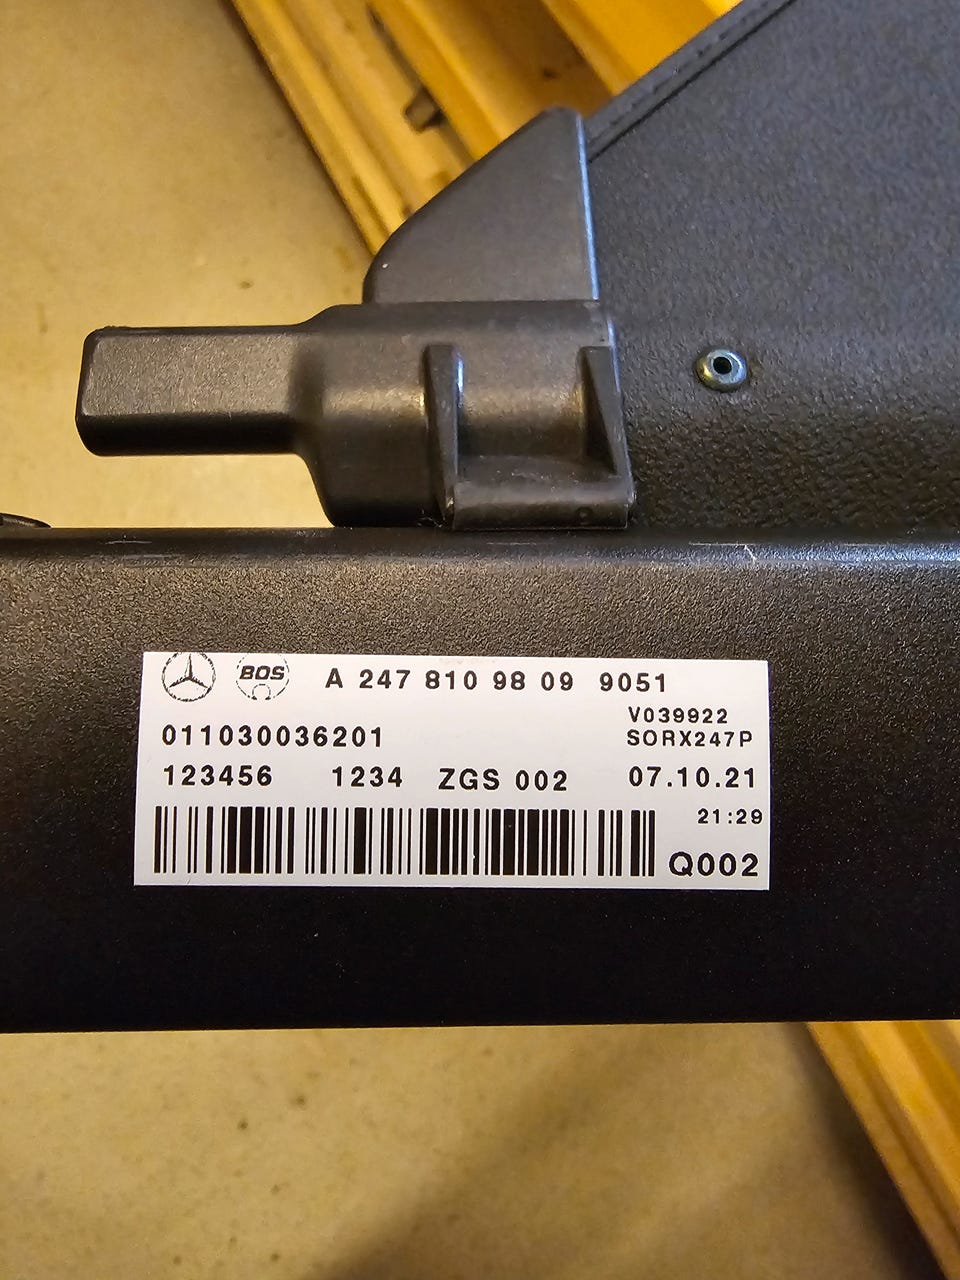 BOS A 247 810 98 09 9051
V039922
011030036201 SORX247P
123456 1234 ZGS 002 07.10.21
21:29
Q002